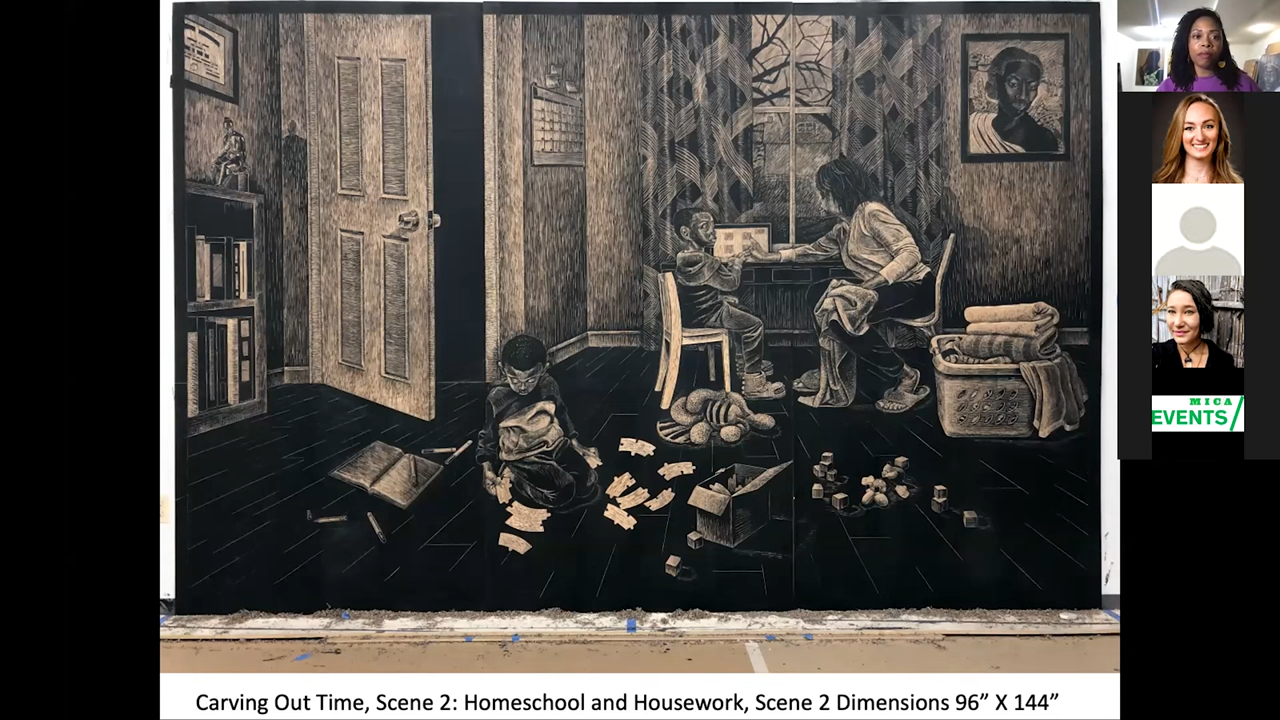 MICA
EVENTS/
Carving Out Time, Scene 2: Homeschool and Housework, Scene 2 Dimensions 96” X 144”